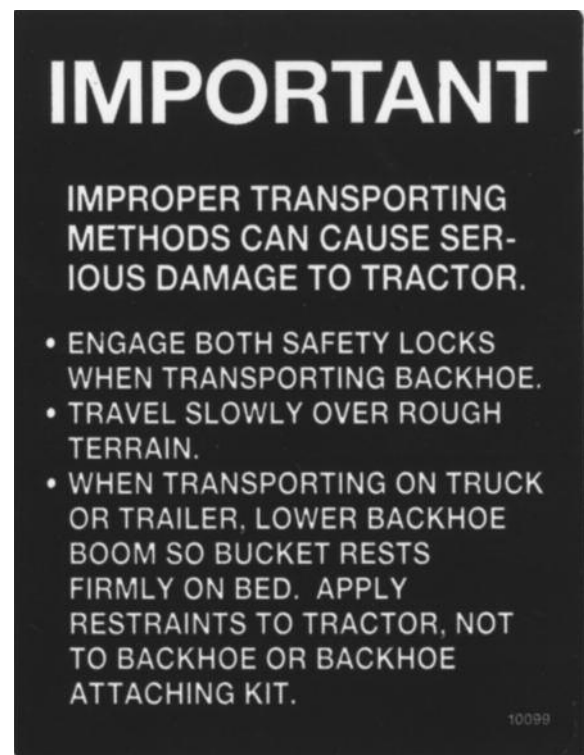 IMPORTANT
IMPROPER TRANSPORTING
METHODS CAN CAUSE SER-
IOUS DAMAGE TO TRACTOR.
• ENGAGE BOTH SAFETY LOCKS
WHEN TRANSPORTING BACKHOE.
• TRAVEL SLOWLY OVER ROUGH
TERRAIN.
• WHEN TRANSPORTING ON TRUCK
OR TRAILER, LOWER BACKHOE
BOOM SO BUCKET RESTS
FIRMLY ON BED. APPLY
RESTRAINTS TO TRACTOR, NOT
TO BACKHOE OR BACKHOE
ATTACHING KIT.
10099